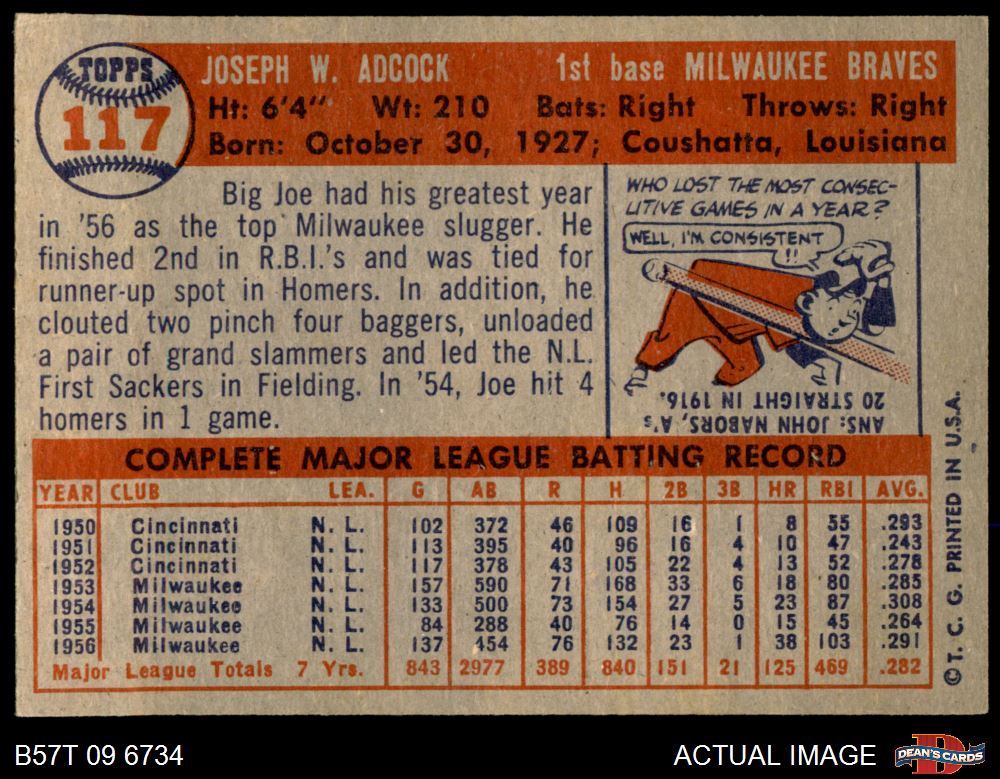 TOPPS
117
JOSEPH W. ADCOCK 1st base MILWAUKEE BRAVES
Ht: 6'4" Wt: 210 Bats: Right Throws: Right
Born: October 30, 1927; Coushatta, Louisiana
Big Joe had his greatest year
in '56 as the top Milwaukee slugger. He
finished 2nd in R.B.I.'s and was tied for
runner-up spot in Homers. In addition, he
clouted two pinch four baggers, unloaded
a pair of grand slammers and led the N.L.
First Sackers in Fielding. In '54, Joe hit 4
homers in 1 game.
WHO LOST THE MOST CONSEC-
UTIVE GAMES IN A YEAR?
WELL, I'M CONSISTENT
!!
ANS: JOHN NABORS, A's
20 STRAIGHT IN 1916.
COMPLETE MAJOR LEAGUE BATTING RECORD
YEAR CLUB LEA. G AB R H 2B 3B HR RBI AVG.
1950 Cincinnati N. L. 102 372 46 109 16 1 8 55 .293
1951 Cincinnati N. L. 113 395 40 96 16 4 10 47 .243
1952 Cincinnati N. L. 117 378 43 105 22 4 13 52 .278
1953 Milwaukee N. L. 157 590 71 168 33 6 18 80 .285
1954 Milwaukee N. L. 133 500 73 154 27 5 23 87 .308
1955 Milwaukee N. L. 84 288 40 76 14 0 15 45 .264
1956 Milwaukee N. L. 137 454 76 132 23 1 38 103 .291
Major League Totals 7 Yrs. 843 2977 389 840 151 21 125 469 .282
© T. C. G. PRINTED IN U.S.A.
B57T 09 6734
ACTUAL IMAGE
DEAN'S CARDS